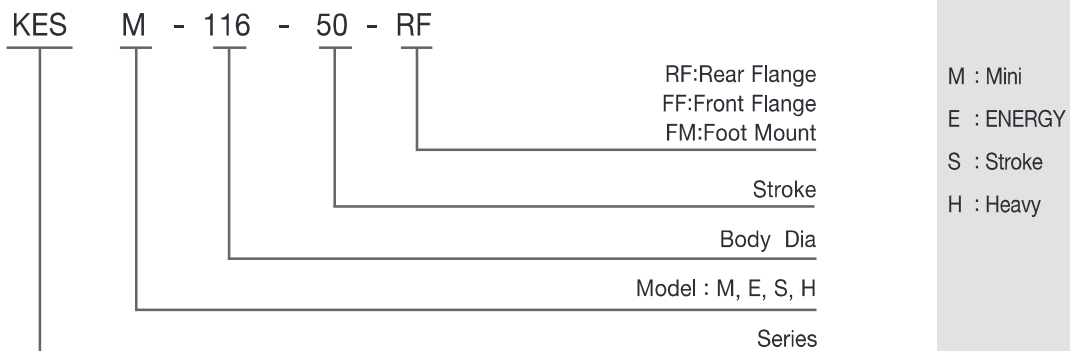 KES M - 116 - 50 - RF
RF:Rear Flange
FF:Front Flange
FM:Foot Mount
Stroke
Body Dia
Model : M, E, S, H
Series
M : Mini
E : ENERGY
S : Stroke
H : Heavy